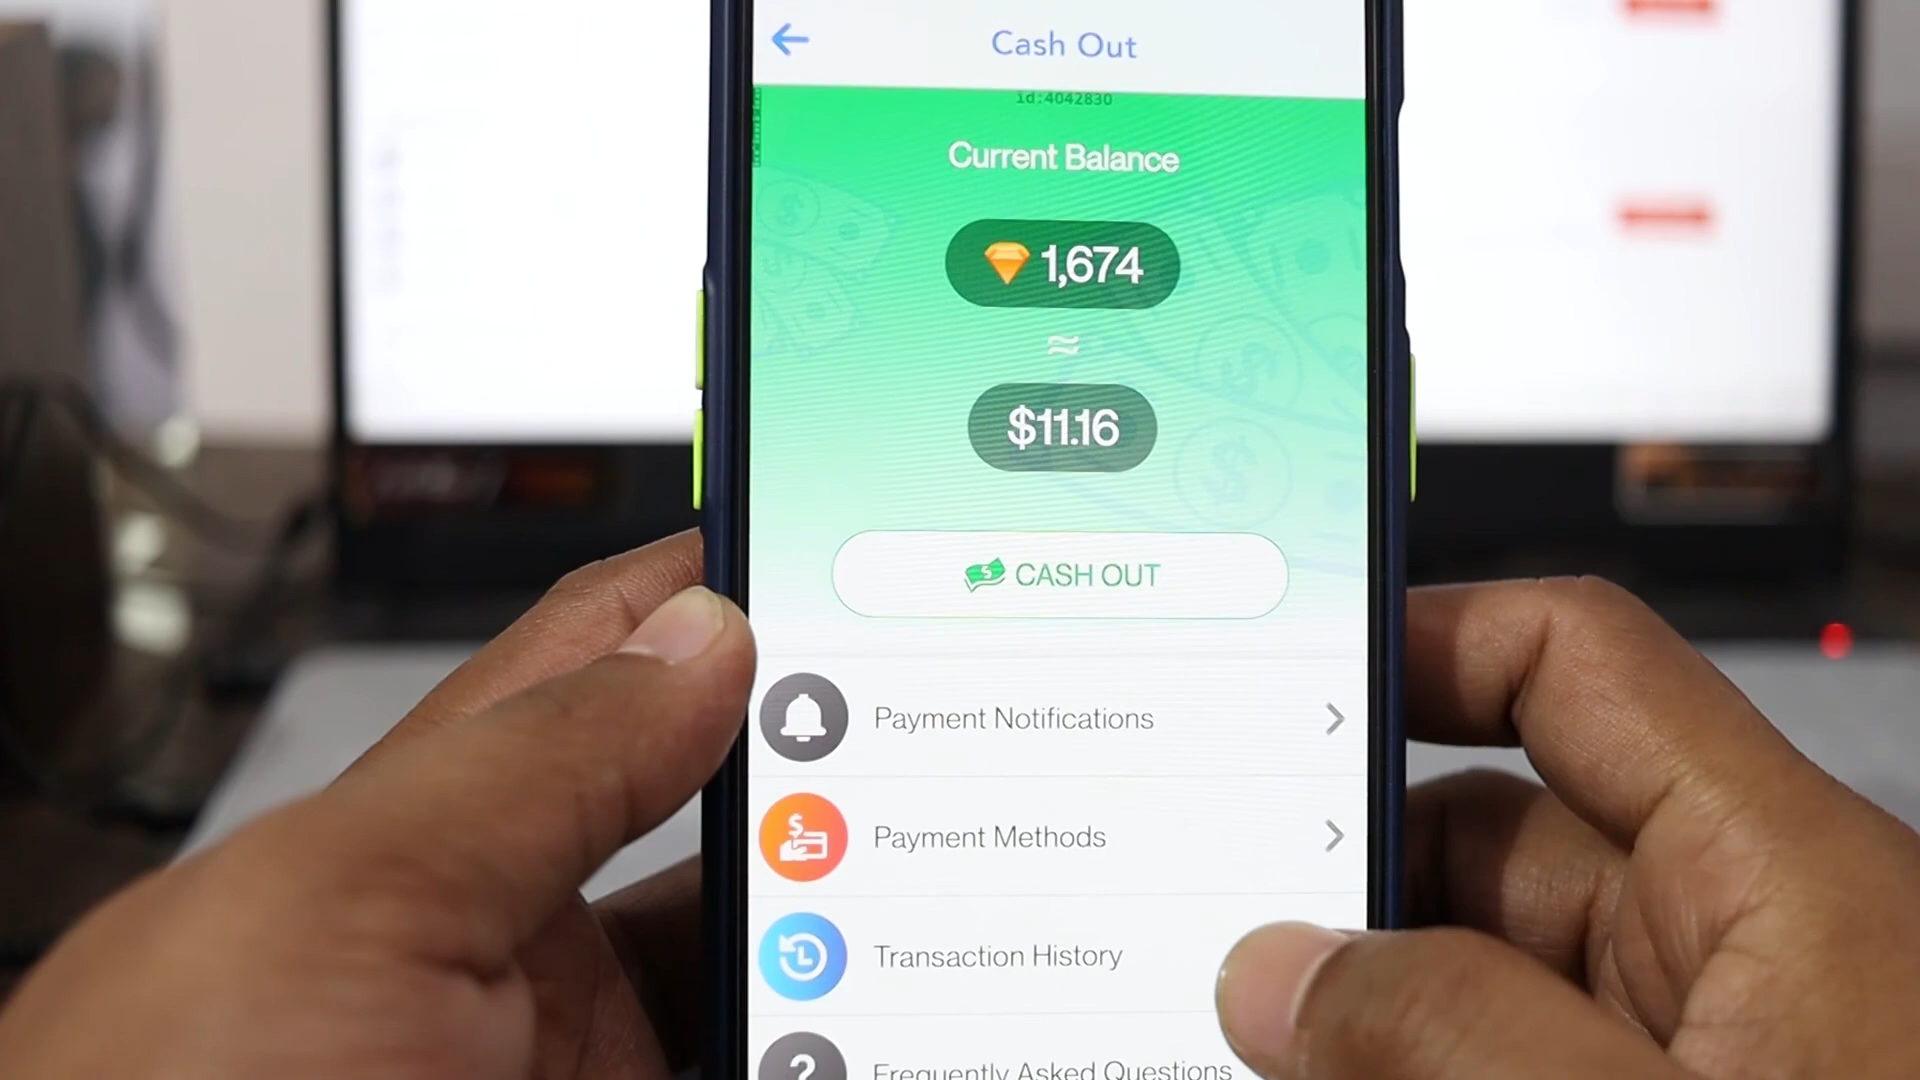 Cash Out
id:4042830
Current Balance
1,674
≈
$11.16
CASH OUT
Payment Notifications
Payment Methods
Transaction History
Frequently Asked Questions